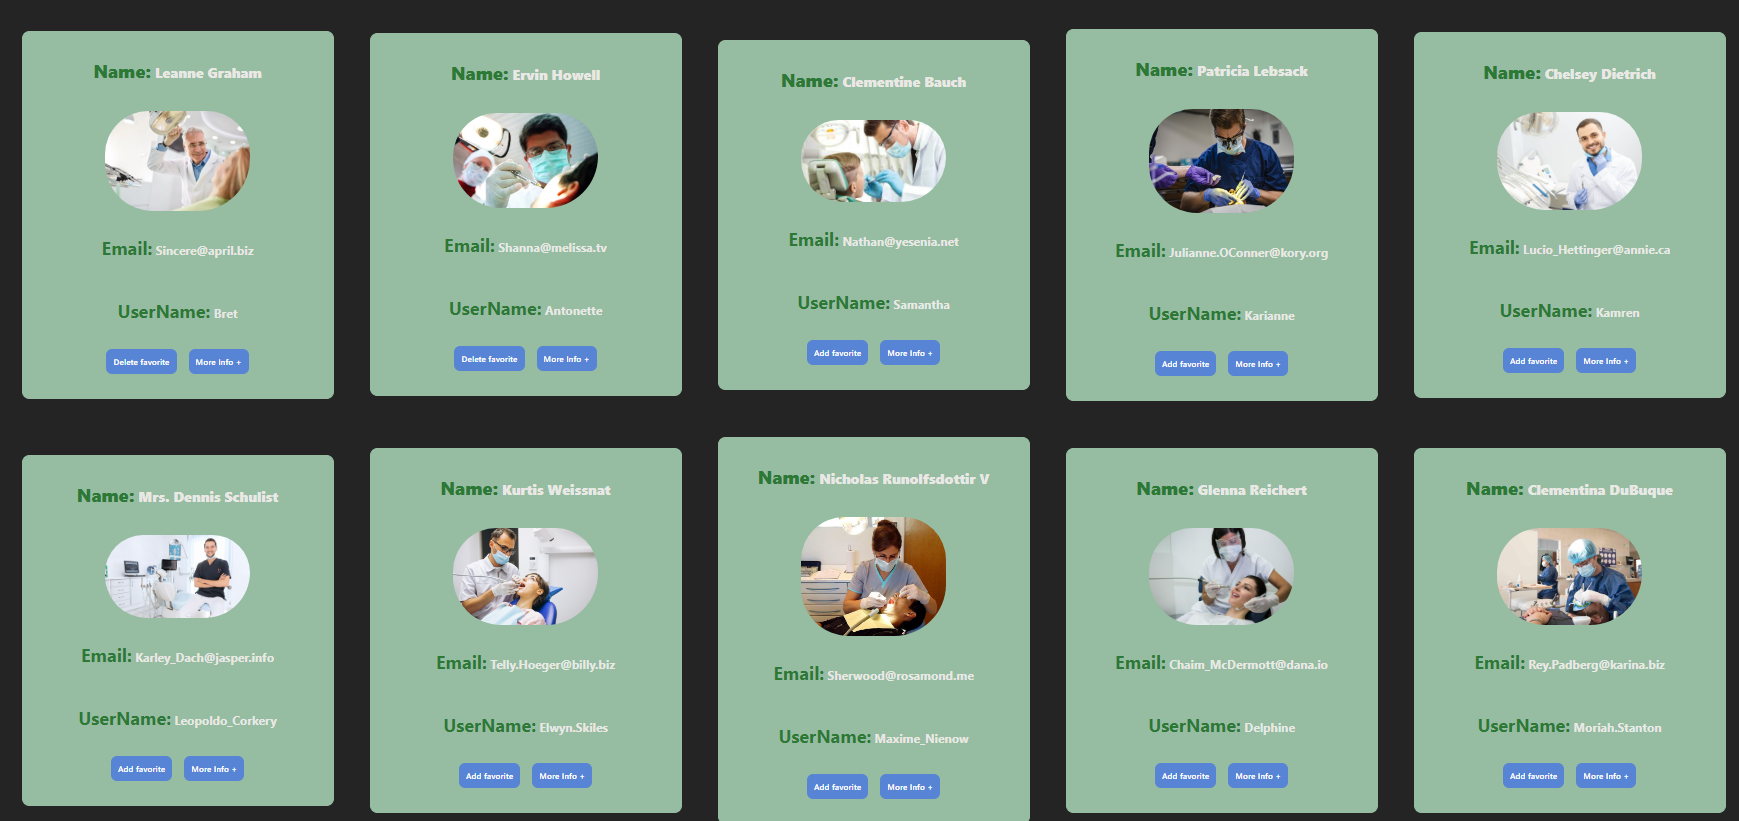 Name: Leanne Graham
Email: Sincere@april.biz
UserName: Bret
Delete favorite More Info +
Name: Ervin Howell
Email: Shanna@melissa.tv
UserName: Antonette
Delete favorite More Info +
Name: Clementine Bauch
Email: Nathan@yesenia.net
UserName: Samantha
Add favorite More Info +
Name: Patricia Lebsack
Email: Julianne.OConner@kory.org
UserName: Karianne
Add favorite More Info +
Name: Chelsey Dietrich
Email: Lucio_Hettinger@annie.ca
UserName: Kamren
Add favorite More Info +
Name: Mrs. Dennis Schulist
Email: Karley_Dach@jasper.info
UserName: Leopoldo_Corkery
Add favorite More Info +
Name: Kurtis Weissnat
Email: Telly.Hoeger@billy.biz
UserName: Elwyn.Skiles
Add favorite More Info +
Name: Nicholas Runolfsdottir V
Email: Sherwood@rosamond.me
UserName: Maxime_Nienow
Add favorite More Info +
Name: Glenna Reichert
Email: Chaim_McDermott@dana.io
UserName: Delphine
Add favorite More Info +
Name: Clementina DuBuque
Email: Rey.Padberg@karina.biz
UserName: Moriah.Stanton
Add favorite More Info +